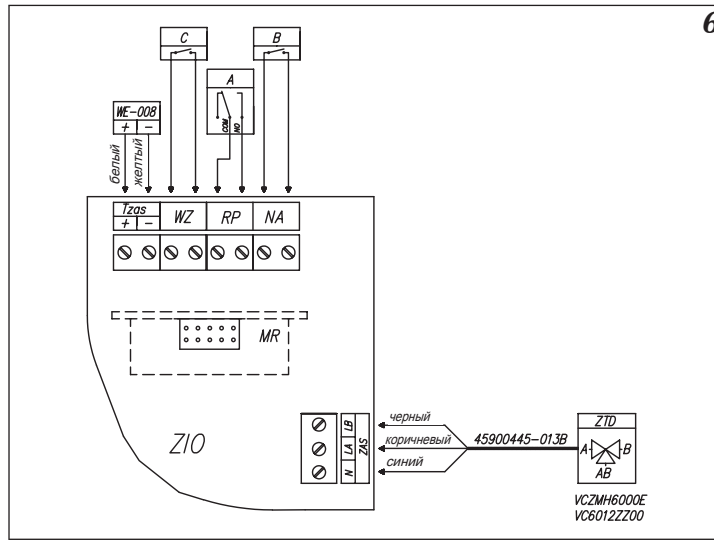 6
C
B
A
COM
NO
WE-008
+ −
белый
желтый
Tzas
+ −
WZ
RP
NA
MR
ZIO
LB
LA
N
ZAS
черный
коричневый
синий
45900445-013B
ZTD
A
B
AB
VCZMH6000E
VC6012ZZ00